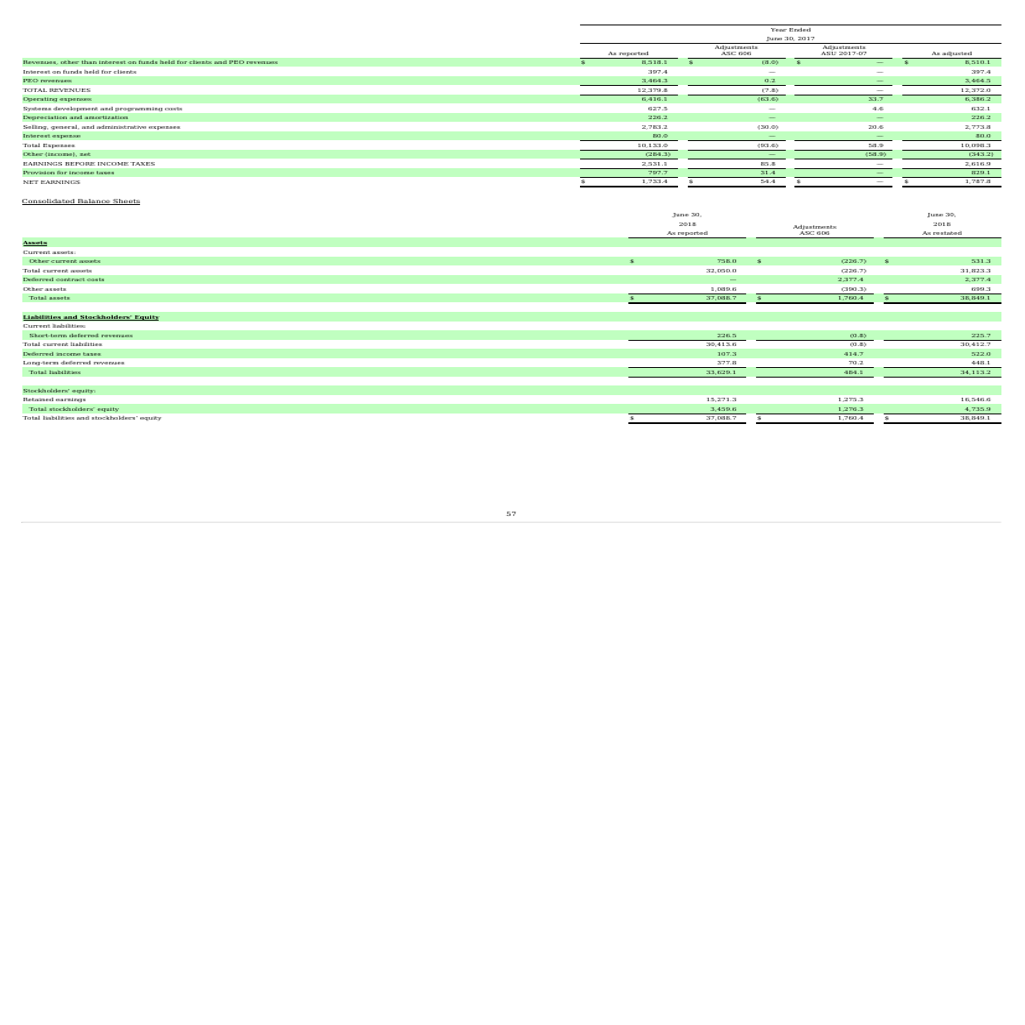 Year Ended
June 30, 2017
As reported Adjustments ASC 606 Adjustments ASU 2017-07 As adjusted
Revenues, other than interest on funds held for clients and PEO revenues $ 8,518.1 $ (8.0) $ — $ 8,510.1
Interest on funds held for clients 397.4 — — 397.4
PEO revenues 3,464.3 0.2 — 3,464.5
TOTAL REVENUES 12,379.8 (7.8) — 12,372.0
Operating expenses 6,416.1 (63.6) 33.7 6,386.2
Systems development and programming costs 627.5 — 4.6 632.1
Depreciation and amortization 226.2 — — 226.2
Selling, general, and administrative expenses 2,783.2 (30.0) 20.6 2,773.8
Interest expense 80.0 — — 80.0
Total Expenses 10,133.0 (93.6) 58.9 10,098.3
Other (income), net (284.3) — (58.9) (343.2)
EARNINGS BEFORE INCOME TAXES 2,531.1 85.8 — 2,616.9
Provision for income taxes 797.7 31.4 — 829.1
NET EARNINGS $ 1,733.4 $ 54.4 $ — $ 1,787.8
Consolidated Balance Sheets
June 30, June 30,
2018 Adjustments 2018
As reported ASC 606 As restated
Assets
Current assets:
Other current assets $ 758.0 $ (226.7) $ 531.3
Total current assets 32,050.0 (226.7) 31,823.3
Deferred contract costs — 2,377.4 2,377.4
Other assets 1,089.6 (390.3) 699.3
Total assets $ 37,088.7 $ 1,760.4 $ 38,849.1
Liabilities and Stockholders' Equity
Current liabilities:
Short-term deferred revenues 226.5 (0.8) 225.7
Total current liabilities 30,413.6 (0.8) 30,412.7
Deferred income taxes 107.3 414.7 522.0
Long-term deferred revenues 377.8 70.2 448.1
Total liabilities 33,629.1 484.1 34,113.2
Stockholders' equity:
Retained earnings 15,271.3 1,275.3 16,546.6
Total stockholders' equity 3,459.6 1,276.3 4,735.9
Total liabilities and stockholders' equity $ 37,088.7 $ 1,760.4 $ 38,849.1
57